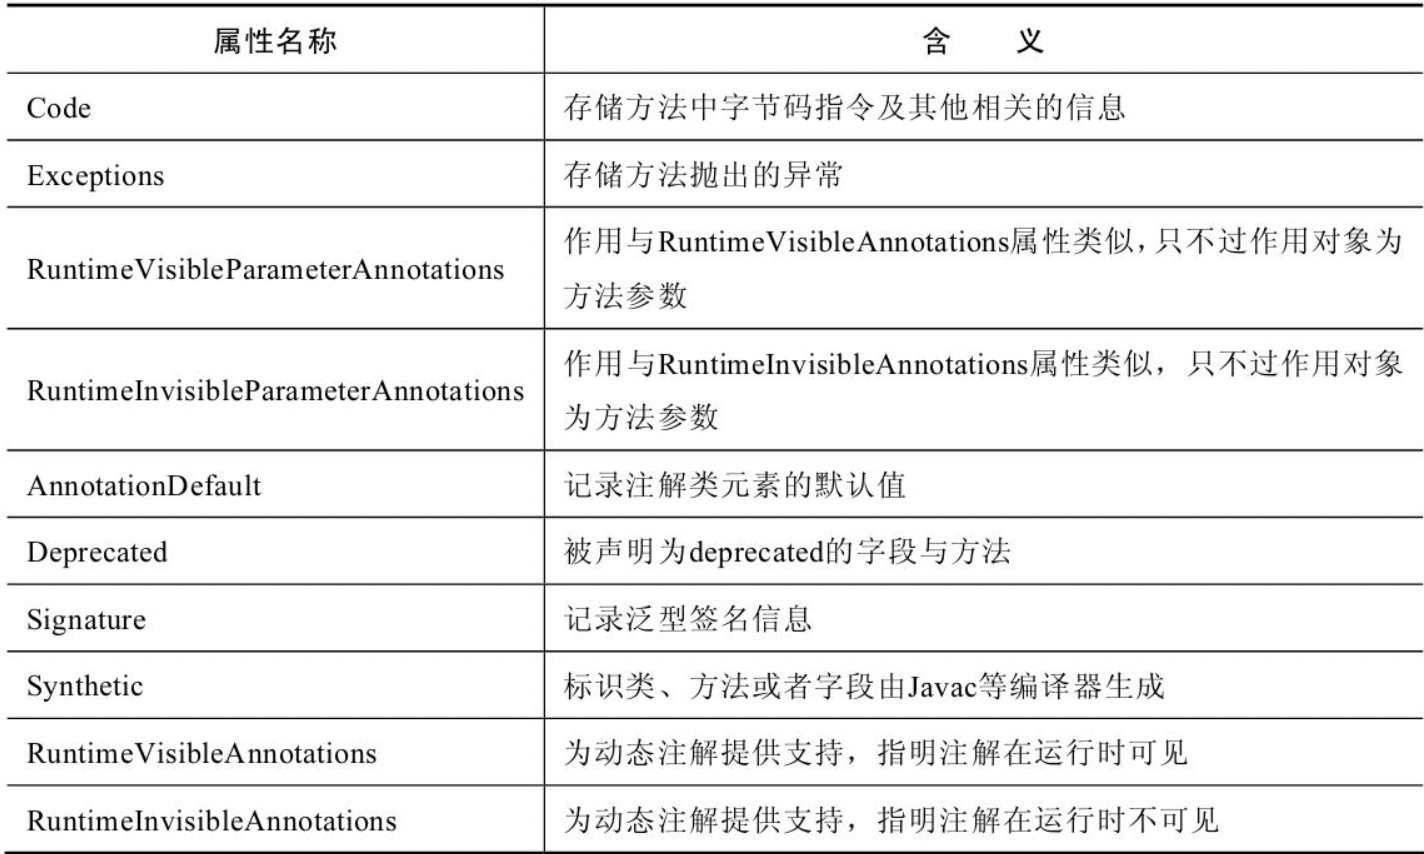 属性名称 含 义
Code 存储方法中字节码指令及其他相关的信息
Exceptions 存储方法抛出的异常
RuntimeVisibleParameterAnnotations 作用与RuntimeVisibleAnnotations属性类似，只不过作用对象为
方法参数
RuntimeInvisibleParameterAnnotations 作用与RuntimeInvisibleAnnotations属性类似，只不过作用对象
为方法参数
AnnotationDefault 记录注解类元素的默认值
Deprecated 被声明为deprecated的字段与方法
Signature 记录泛型签名信息
Synthetic 标识类、方法或者字段由Javac等编译器生成
RuntimeVisibleAnnotations 为动态注解提供支持，指明注解在运行时可见
RuntimeInvisibleAnnotations 为动态注解提供支持，指明注解在运行时不可见